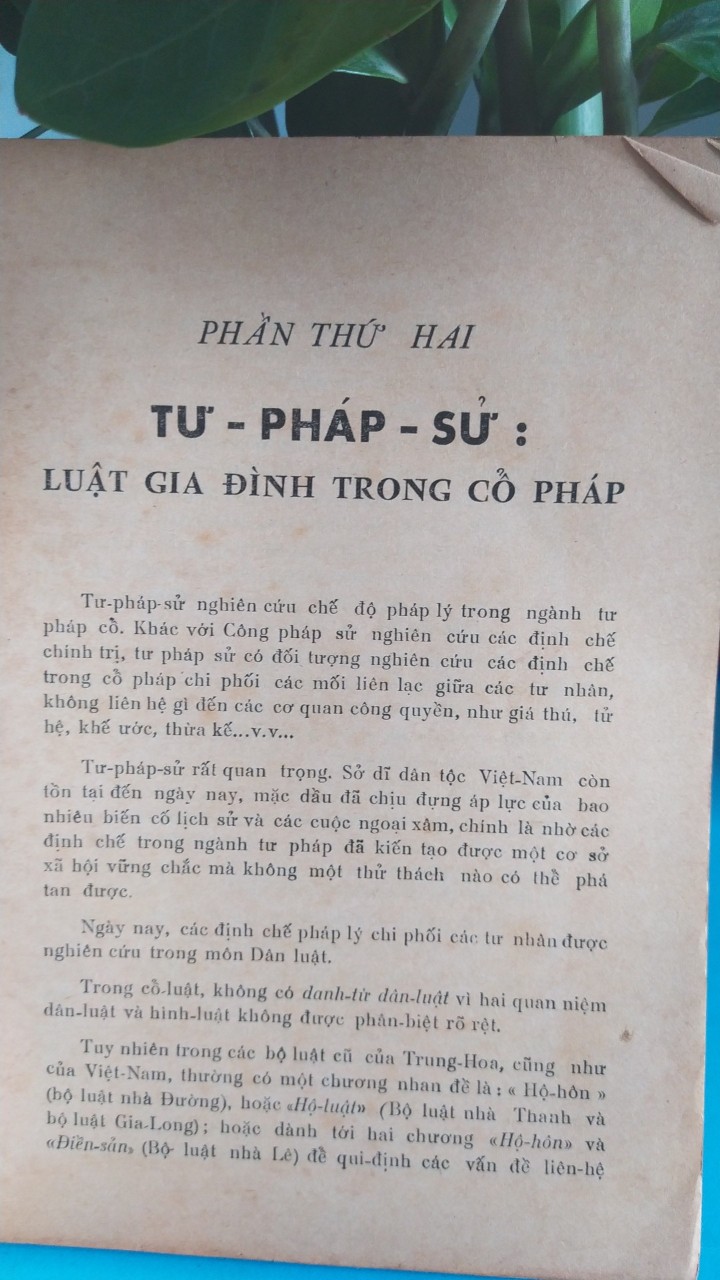 PHẦN THỨ HAI
TƯ - PHÁP - SỬ :
LUẬT GIA ĐÌNH TRONG CỔ PHÁP
Tư-pháp-sử nghiên cứu chế độ pháp lý trong ngành tư
pháp cổ. Khác với Công pháp sử nghiên cứu các định chế
chính trị, tư pháp sử có đối tượng nghiên cứu các định chế
trong cổ pháp chi phối các mối liên lạc giữa các tư nhân,
không liên hệ gì đến các cơ quan công quyền, như giá thú, tử
hệ, khế ước, thừa kế...v.v...
Tư-pháp-sử rất quan trọng. Sở dĩ dân tộc Việt-Nam còn
tồn tại đến ngày nay, mặc dầu đã chịu đựng áp lực của bao
nhiêu biến cố lịch sử và các cuộc ngoại xâm, chính là nhờ các
định chế trong ngành tư pháp đã kiến tạo được một cơ sở
xã hội vững chắc mà không một thử thách nào có thể phá
tan được.
Ngày nay, các định chế pháp lý chi phối các tư nhân được
nghiên cứu trong môn Dân luật.
Trong cổ-luật, không có danh-từ dân-luật vì hai quan niệm
dân-luật và hình-luật không được phân-biệt rõ rệt.
Tuy nhiên trong các bộ luật cũ của Trung-Hoa, cũng như
của Việt-Nam, thường có một chương nhan đề là : « Hộ-hôn »
(bộ luật nhà Đường), hoặc «Hộ-luật» (Bộ luật nhà Thanh và
bộ luật Gia-Long) ; hoặc dành tới hai chương «Hộ-hôn» và
«Điền-sản» (Bộ luật nhà Lê) để qui-định các vấn đề liên-hệ